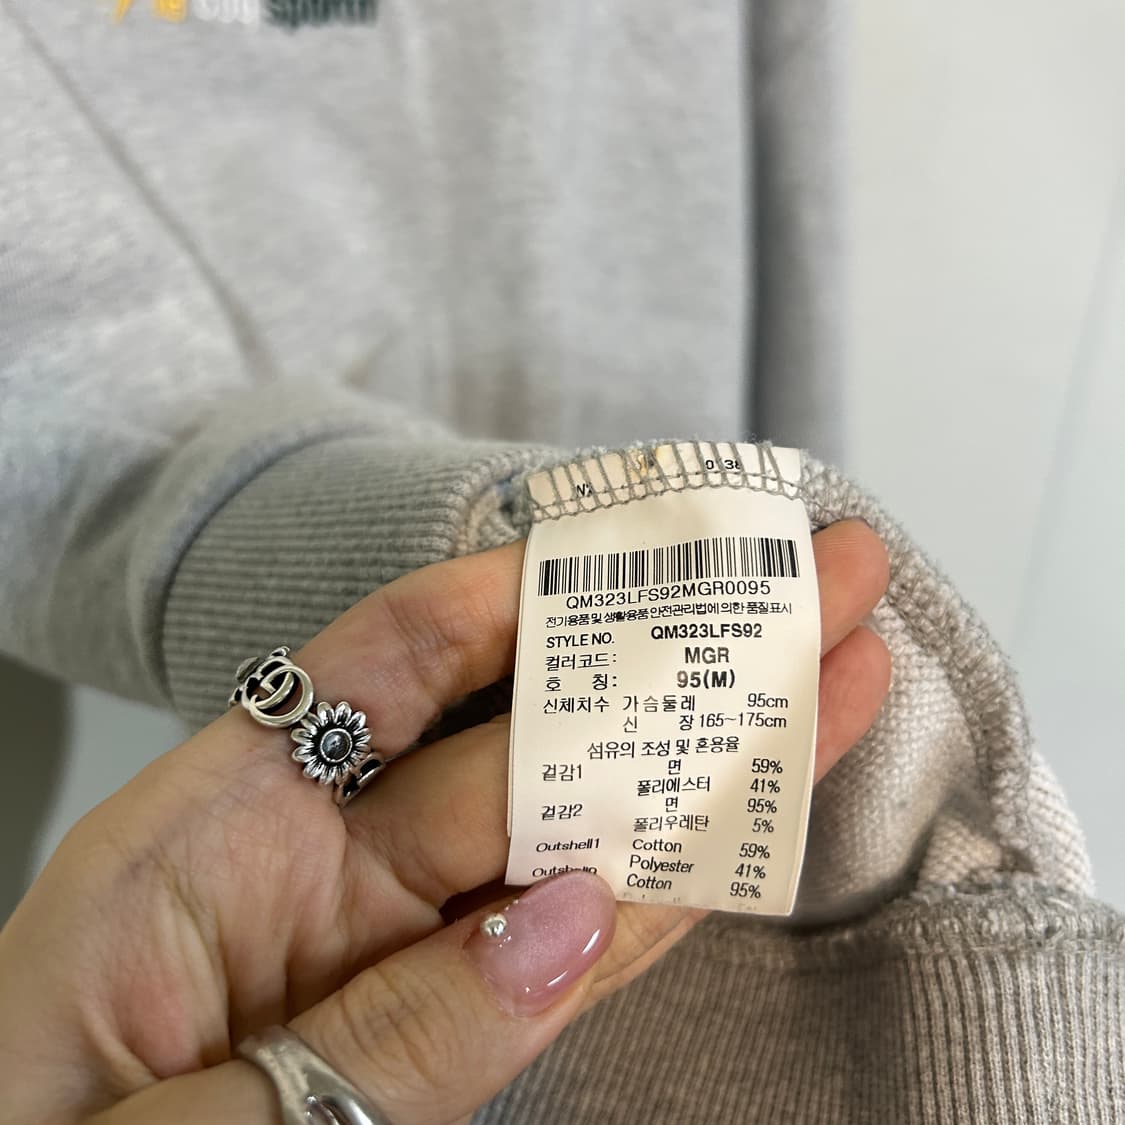 le coq sportif
0138
QM323LFS92MGR0095
전기용품 및 생활용품 안전관리법에 의한 품질표시
STYLE NO. QM323LFS92
컬러코드: MGR
호 칭: 95(M)
신체치수 가슴둘레 95cm
신 장 165~175cm
섬유의 조성 및 혼용율
겉감1 면 59%
폴리에스터 41%
겉감2 면 95%
폴리우레탄 5%
Outshell1 Cotton 59%
Polyester 41%
Cotton 95%